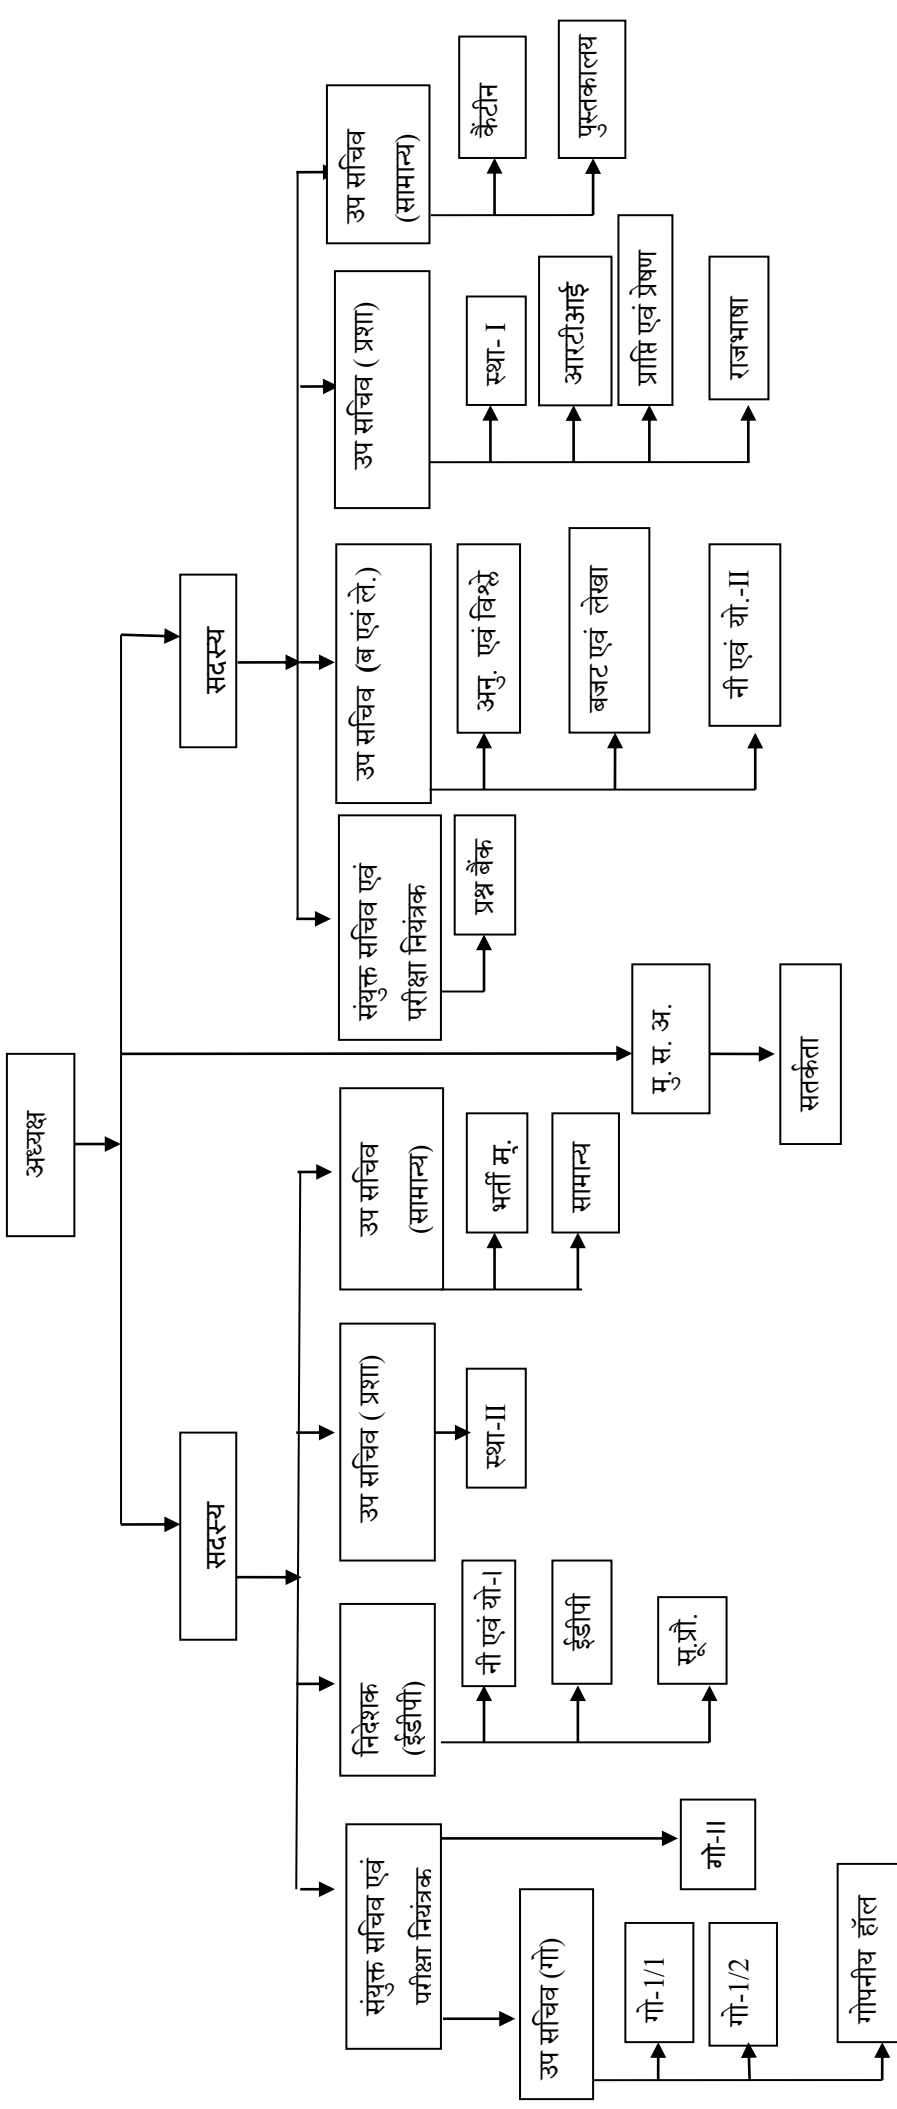 अध्यक्ष
सदस्य
सदस्य
संयुक्त सचिव एवं
परीक्षा नियंत्रक
निदेशक
(ईडीपी)
उप सचिव ( प्रशा)
उप सचिव
(सामान्य)
संयुक्त सचिव एवं
परीक्षा नियंत्रक
उप सचिव (ब एवं ले.)
उप सचिव ( प्रशा)
उप सचिव
(सामान्य)
उप सचिव (गो)
गो-II
गो-1/1
गो-1/2
गोपनीय हॉल
नी एवं यो-I
ईडीपी
सू.प्रौ.
स्था-II
भर्ती मू.
सामान्य
मु. स. अ.
सतर्कता
प्रश्न बैंक
अनु. एवं विश्ले
बजट एवं लेखा
नी एवं यो.-II
स्था- I
आरटीआई
प्राप्ति एवं प्रेषण
राजभाषा
कैंटीन
पुस्तकालय